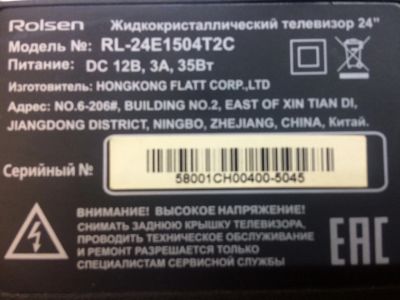 Rolsen Жидкокристаллический телевизор 24"
Модель №: RL-24E1504T2C
Питание: DC 12В, 3А, 35Вт
Изготовитель: HONGKONG FLATT CORP.,LTD
Адрес: NO.6-206#, BUILDING NO.2, EAST OF XIN TIAN DI,
JIANGDONG DISTRICT, NINGBO, ZHEJIANG, CHINA, Китай.
Серийный №
58001CH00400-5045
ВНИМАНИЕ! ВЫСОКОЕ НАПРЯЖЕНИЕ!
СНИМАТЬ ЗАДНЮЮ КРЫШКУ ТЕЛЕВИЗОРА,
ПРОВОДИТЬ ТЕХНИЧЕСКОЕ ОБСЛУЖИВАНИЕ
И РЕМОНТ РАЗРЕШАЕТСЯ ТОЛЬКО
СПЕЦИАЛИСТАМ СЕРВИСНОЙ СЛУЖБЫ
EAC